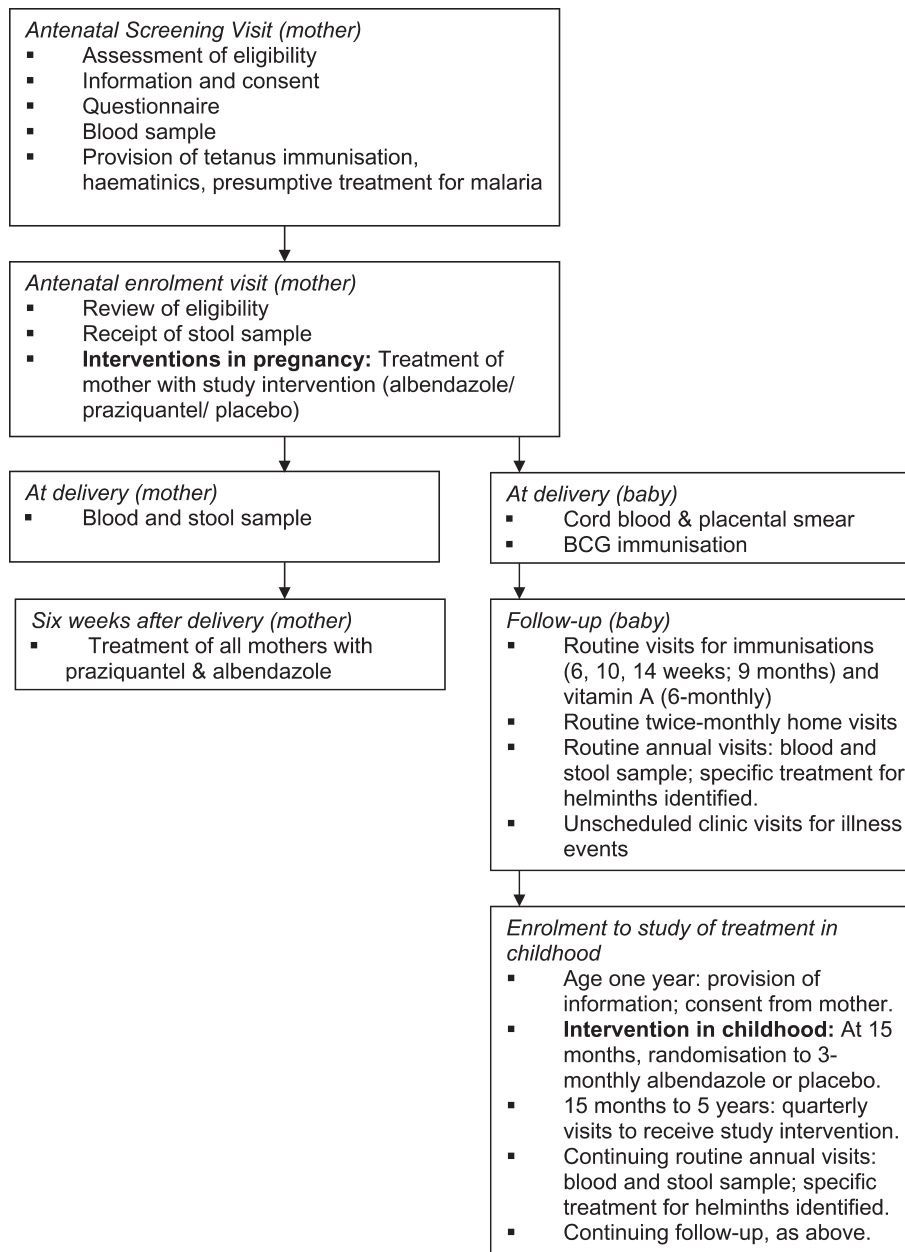 Antenatal Screening Visit (mother)
▪ Assessment of eligibility
▪ Information and consent
▪ Questionnaire
▪ Blood sample
▪ Provision of tetanus immunisation,
haematinics, presumptive treatment for malaria
Antenatal enrolment visit (mother)
▪ Review of eligibility
▪ Receipt of stool sample
▪ Interventions in pregnancy: Treatment of
mother with study intervention (albendazole/
praziquantel/ placebo)
At delivery (mother)
▪ Blood and stool sample
Six weeks after delivery (mother)
▪ Treatment of all mothers with
praziquantel & albendazole
At delivery (baby)
▪ Cord blood & placental smear
▪ BCG immunisation
Follow-up (baby)
▪ Routine visits for immunisations
(6, 10, 14 weeks; 9 months) and
vitamin A (6-monthly)
▪ Routine twice-monthly home visits
▪ Routine annual visits: blood and
stool sample; specific treatment for
helminths identified.
▪ Unscheduled clinic visits for illness
events
Enrolment to study of treatment in
childhood
▪ Age one year: provision of
information; consent from mother.
▪ Intervention in childhood: At 15
months, randomisation to 3-
monthly albendazole or placebo.
▪ 15 months to 5 years: quarterly
visits to receive study intervention.
▪ Continuing routine annual visits:
blood and stool sample; specific
treatment for helminths identified.
▪ Continuing follow-up, as above.